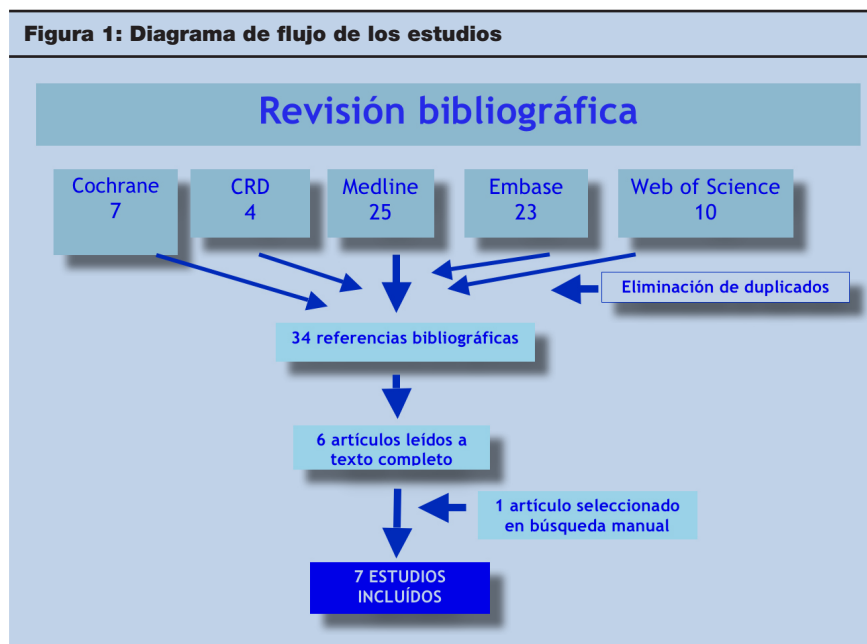 Figura 1: Diagrama de flujo de los estudios
Revisión bibliográfica
Cochrane
7
CRD
4
Medline
25
Embase
23
Web of Science
10
Eliminación de duplicados
34 referencias bibliográficas
6 artículos leídos a
texto completo
1 artículo seleccionado
en búsqueda manual
7 ESTUDIOS
INCLUÍDOS